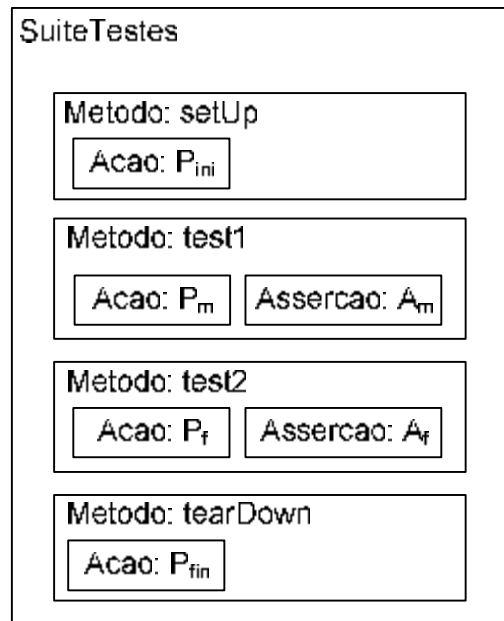 SuiteTestes
Metodo: setUp
Acao: Pini
Metodo: test1
Acao: Pm Assercao: Am
Metodo: test2
Acao: Pf Assercao: Af
Metodo: tearDown
Acao: Pfin